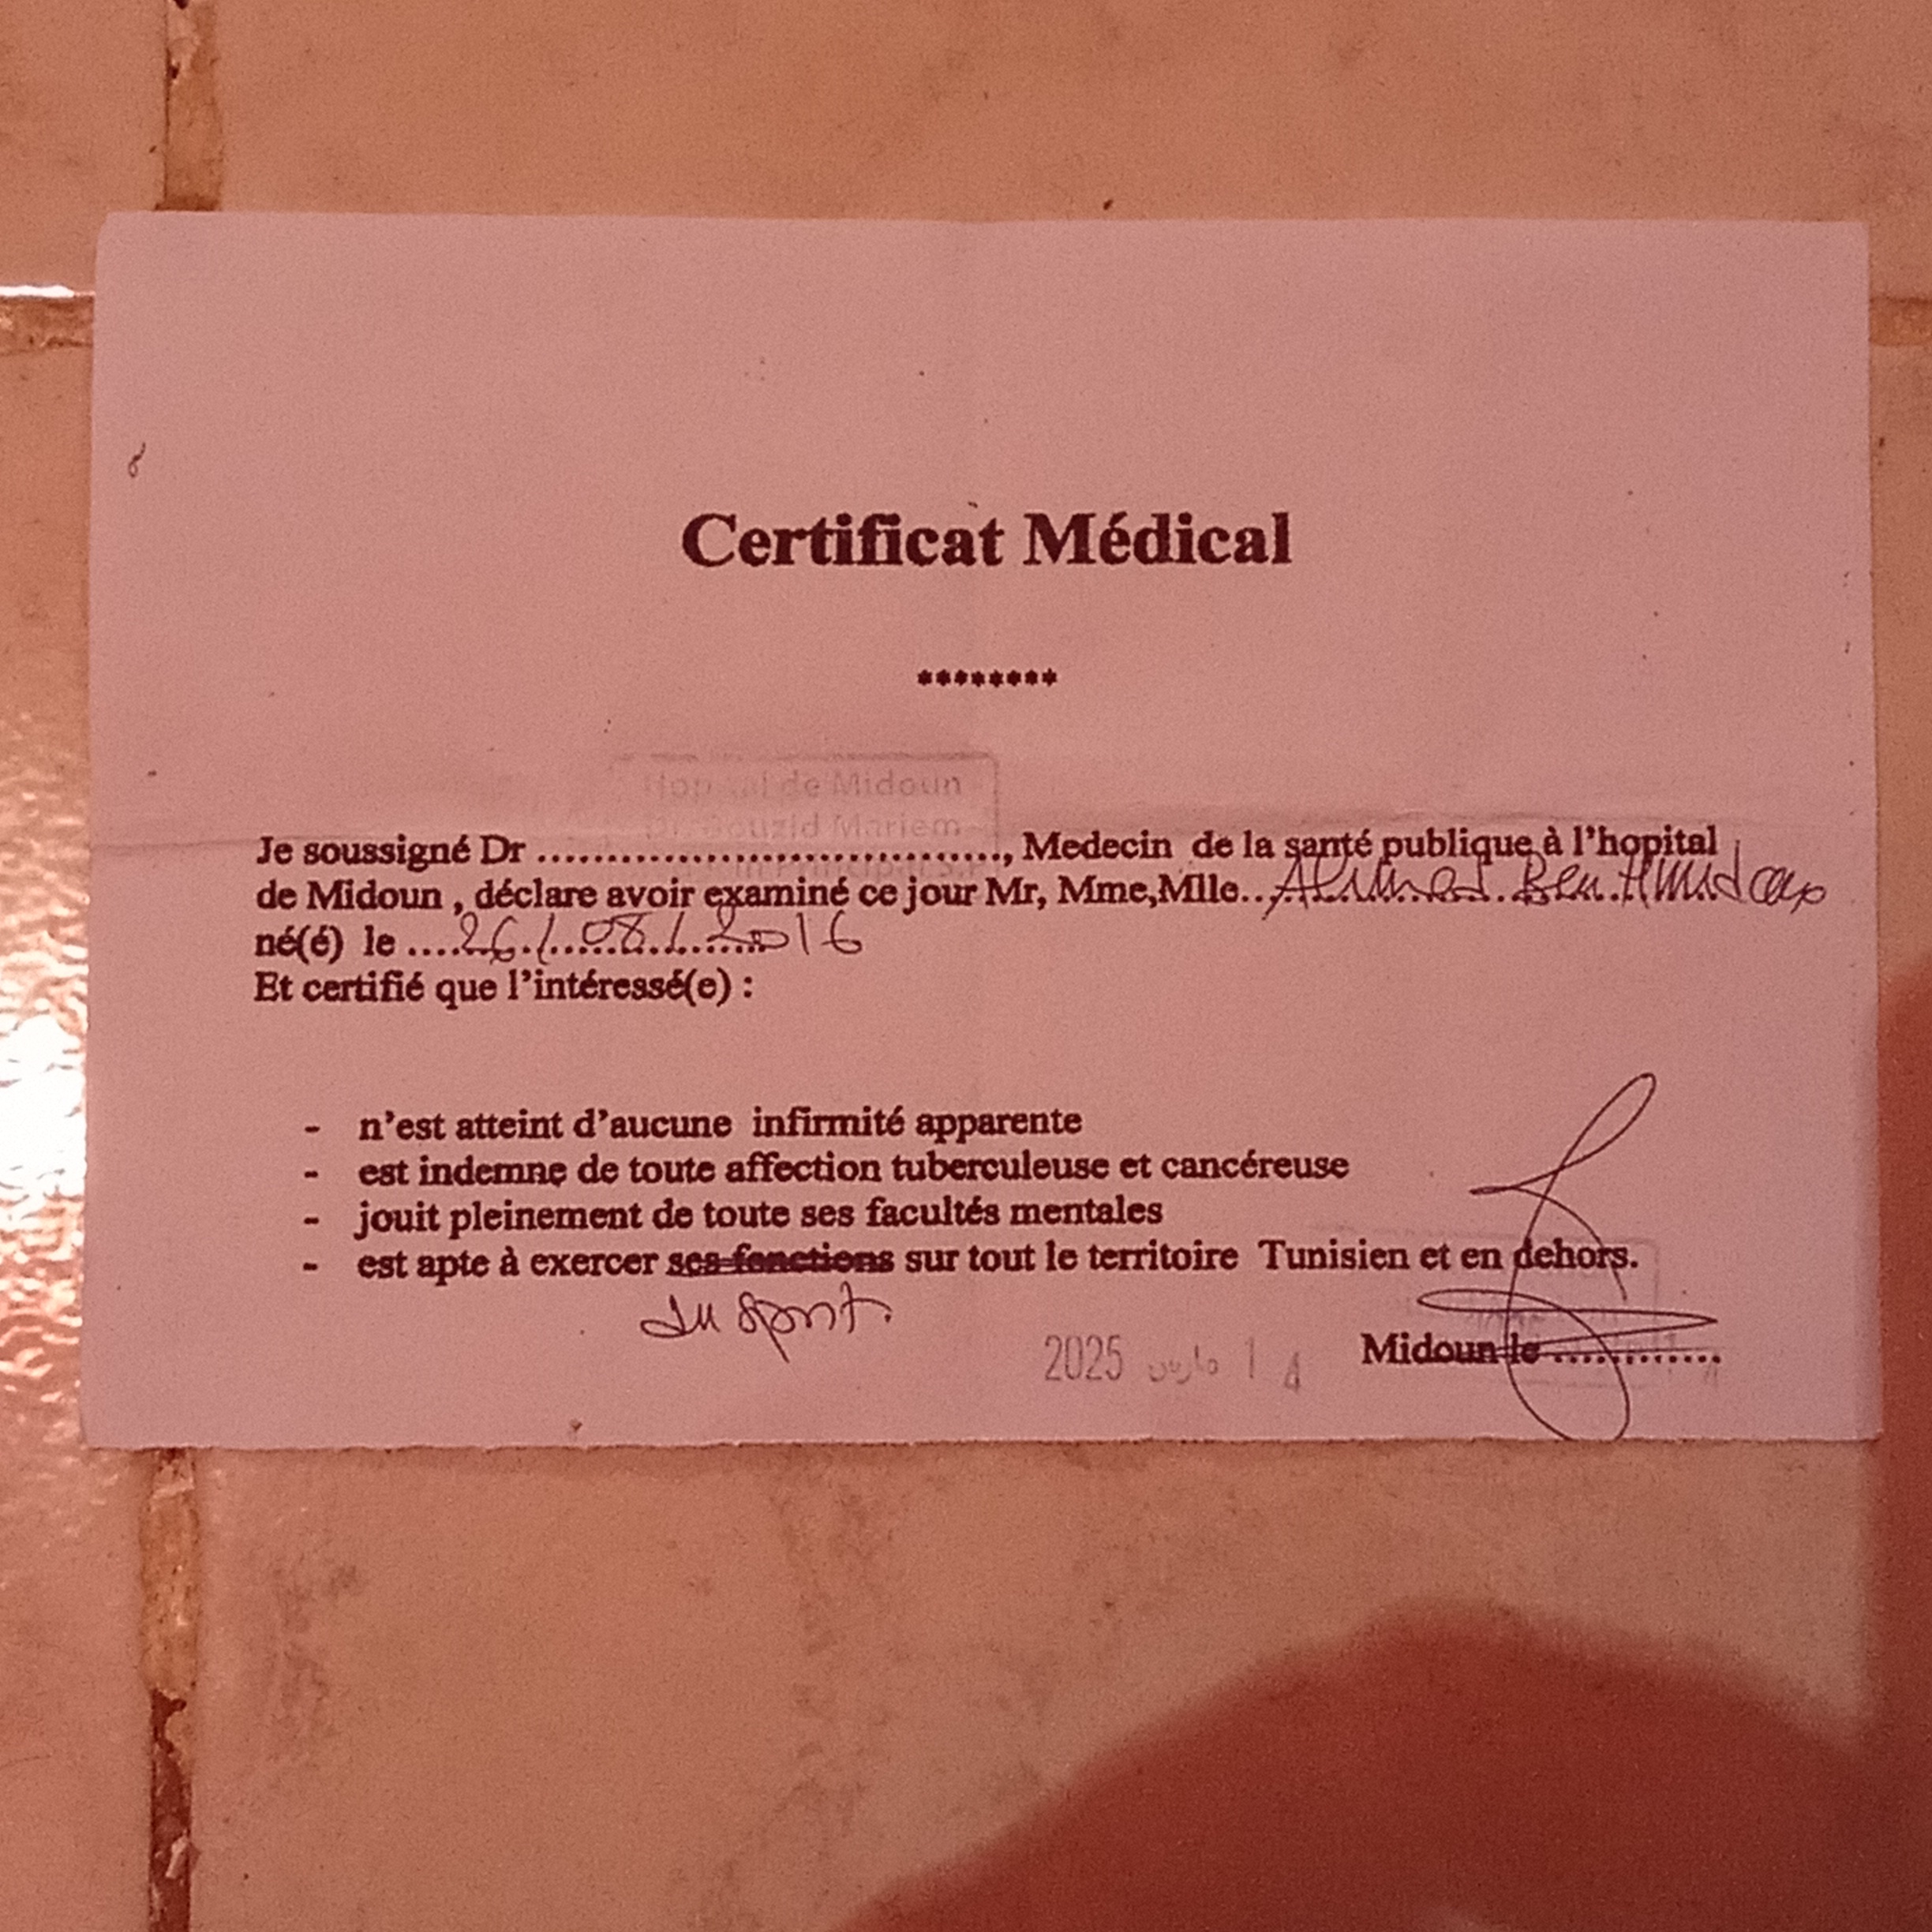 Certificat Médical
********
Hopital de Midoun
Dr. Bouzid Mariem
Je soussigné Dr ................................., Medecin de la santé publique à l'hopital
de Midoun , déclare avoir examiné ce jour Mr, Mme,Mlle.. Ahmed Ben Hmidan
né(é) le ....26/08/2016
Et certifié que l'intéressé(e) :
- n'est atteint d'aucune infirmité apparente
- est indemne de toute affection tuberculeuse et cancéreuse
- jouit pleinement de toute ses facultés mentales
- est apte à exercer ses fonctions sur tout le territoire Tunisien et en dehors.
du sport.
2025 مارس 1 4
Midoun le .............